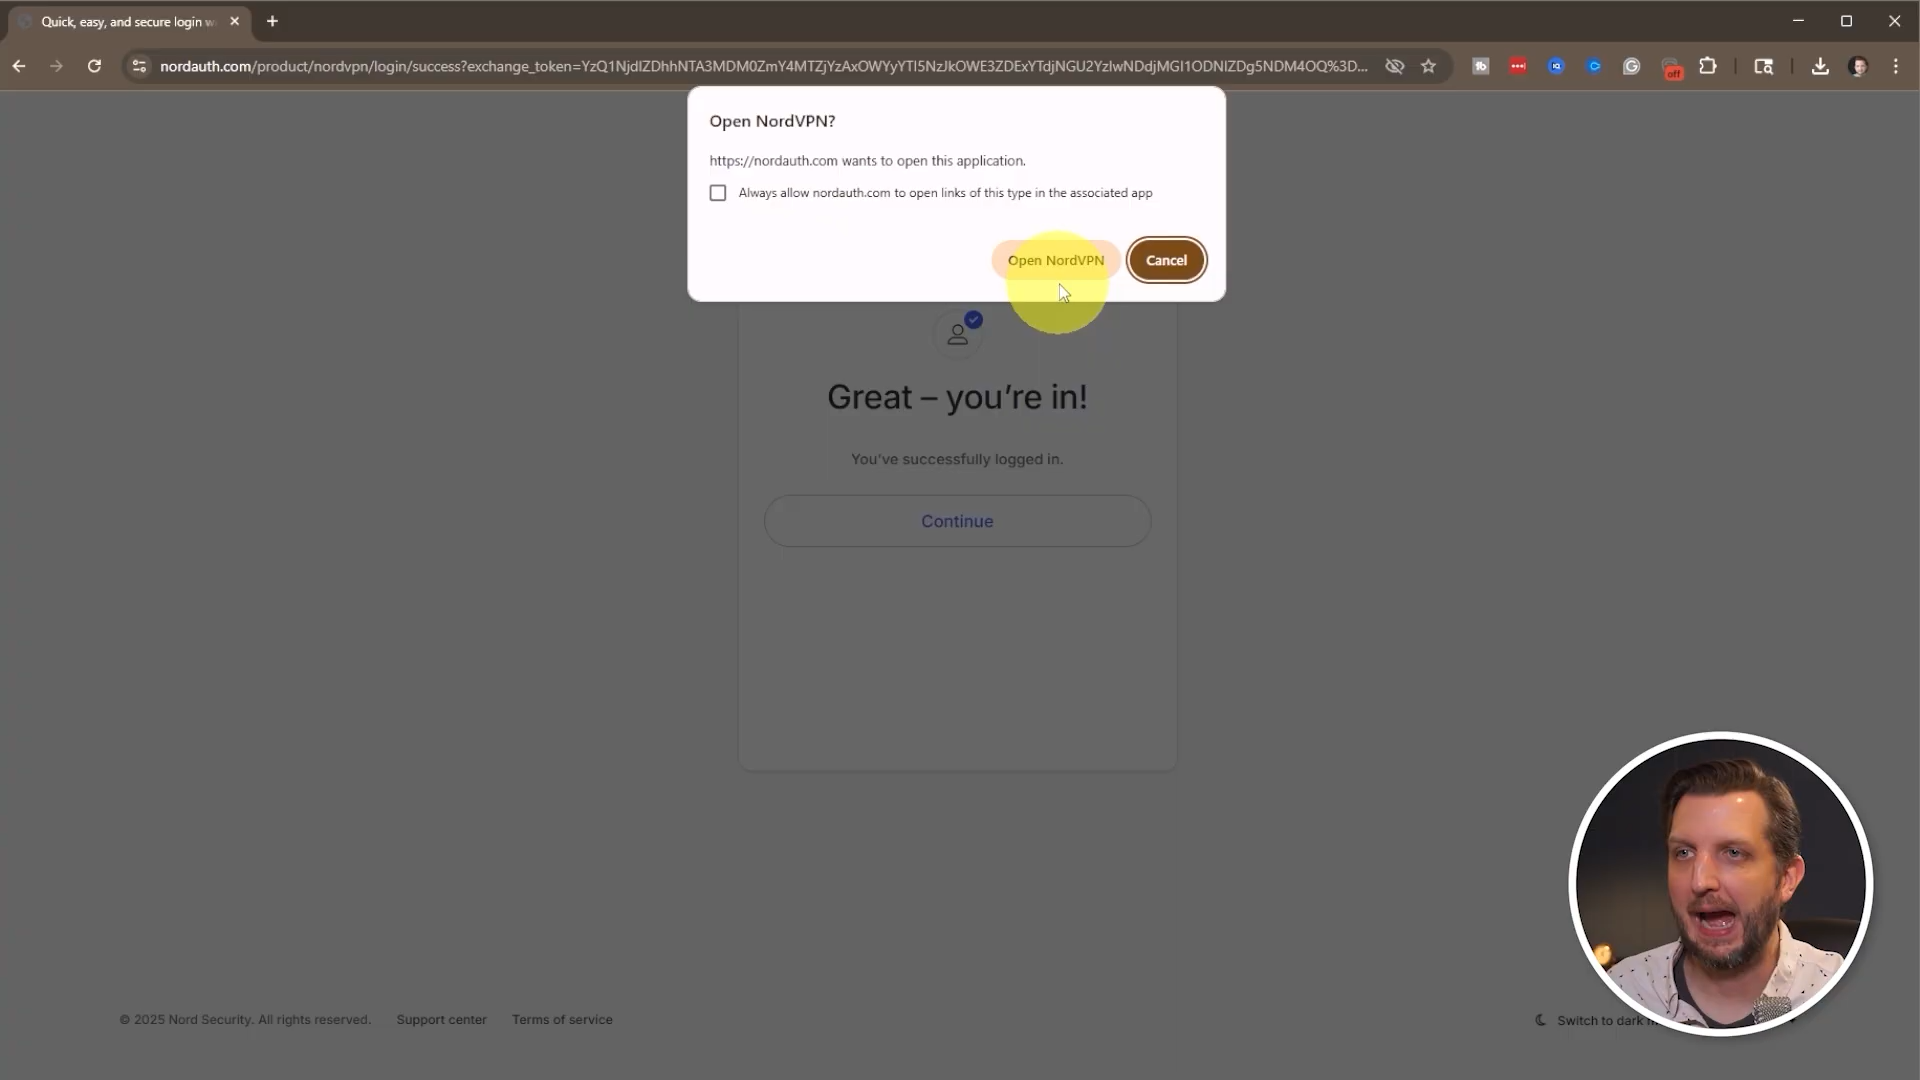 Quick, easy, and secure login w
nordauth.com/product/nordvpn/login/success?exchange_token=
off
Open NordVPN?
https://nordauth.com wants to open this application.
Always allow nordauth.com to open links of this type in the associated app
Open NordVPN
Cancel
Great – you're in!
You've successfully logged in.
Continue
© 2025 Nord Security. All rights reserved.
Support center
Terms of service
Switch to dark